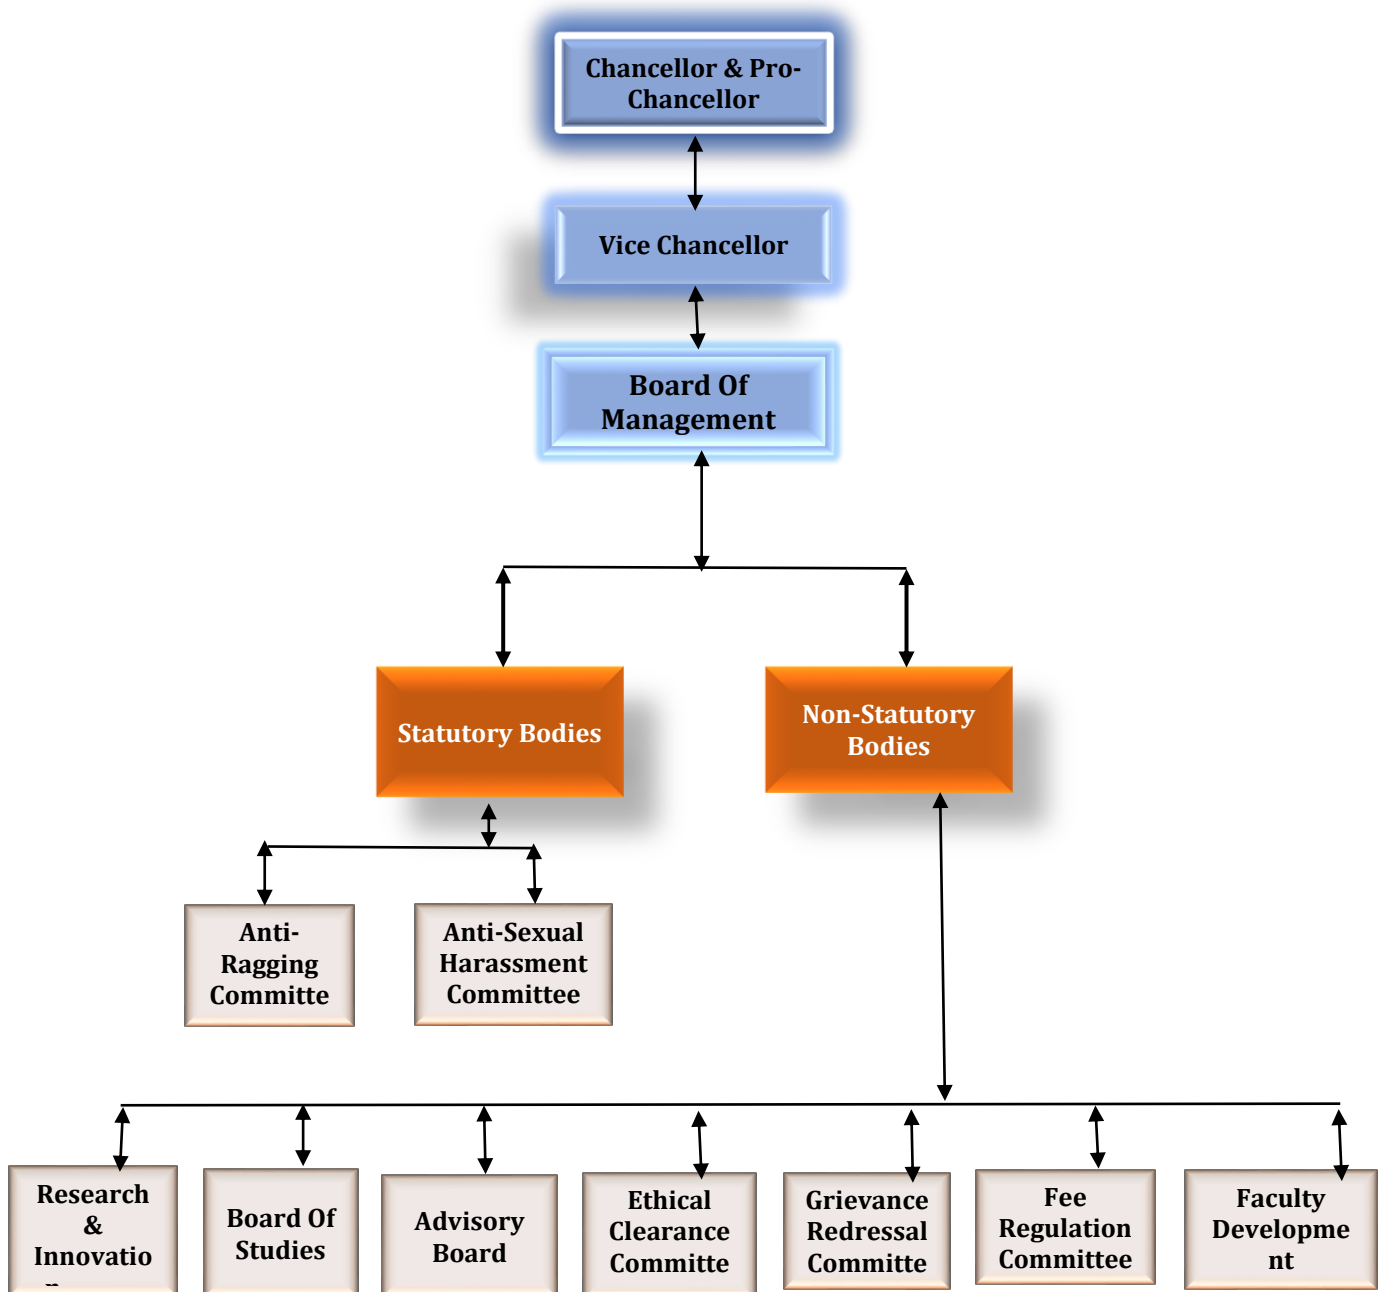 Chancellor & Pro-
Chancellor
Vice Chancellor
Board Of
Management
Statutory Bodies
Non-Statutory
Bodies
Anti-
Ragging
Committe
Anti-Sexual
Harassment
Committee
Research
&
Innovatio
Board Of
Studies
Advisory
Board
Ethical
Clearance
Committe
Grievance
Redressal
Committe
Fee
Regulation
Committee
Faculty
Developme
nt